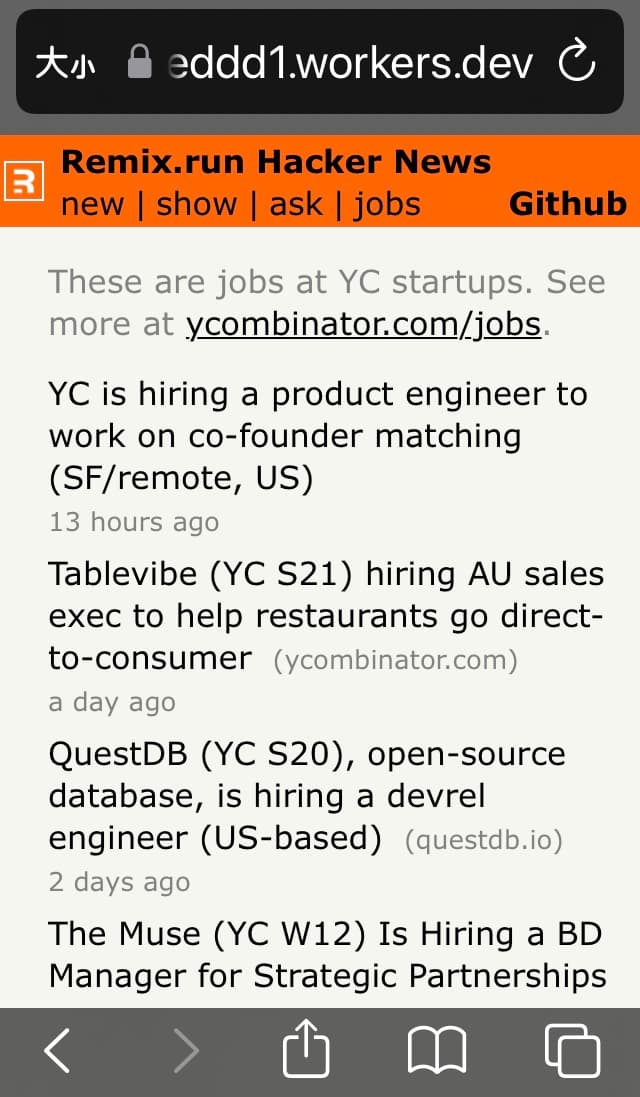 大小 eddd1.workers.dev
Remix.run Hacker News
new | show | ask | jobs Github
These are jobs at YC startups. See
more at ycombinator.com/jobs.
YC is hiring a product engineer to
work on co-founder matching
(SF/remote, US)
13 hours ago
Tablevibe (YC S21) hiring AU sales
exec to help restaurants go direct-
to-consumer (ycombinator.com)
a day ago
QuestDB (YC S20), open-source
database, is hiring a devrel
engineer (US-based) (questdb.io)
2 days ago
The Muse (YC W12) Is Hiring a BD
Manager for Strategic Partnerships